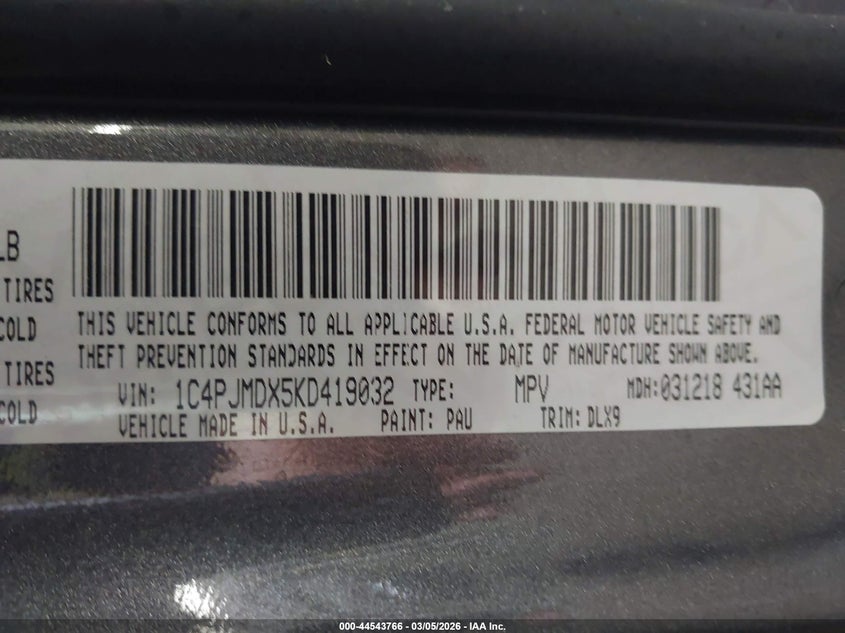 LB
TIRES
COLD
TIRES
COLD
THIS VEHICLE CONFORMS TO ALL APPLICABLE U.S.A. FEDERAL MOTOR VEHICLE SAFETY AND
THEFT PREVENTION STANDARDS IN EFFECT ON THE DATE OF MANUFACTURE SHOWN ABOVE.
VIN: 1C4PJMDX5KD419032 TYPE: MPV MDH:031218 431AA
VEHICLE MADE IN U.S.A. PAINT: PAU TRIM: DLX9
000-44543766 - 03/05/2026 - IAA Inc.